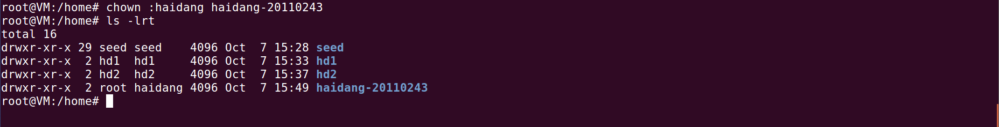 root@VM:/home# chown :haidang haidang-20110243
root@VM:/home# ls -lrt
total 16
drwxr-xr-x 29 seed seed    4096 Oct  7 15:28 seed
drwxr-xr-x  2 hd1  hd1     4096 Oct  7 15:33 hd1
drwxr-xr-x  2 hd2  hd2     4096 Oct  7 15:37 hd2
drwxr-xr-x  2 root haidang 4096 Oct  7 15:49 haidang-20110243
root@VM:/home#